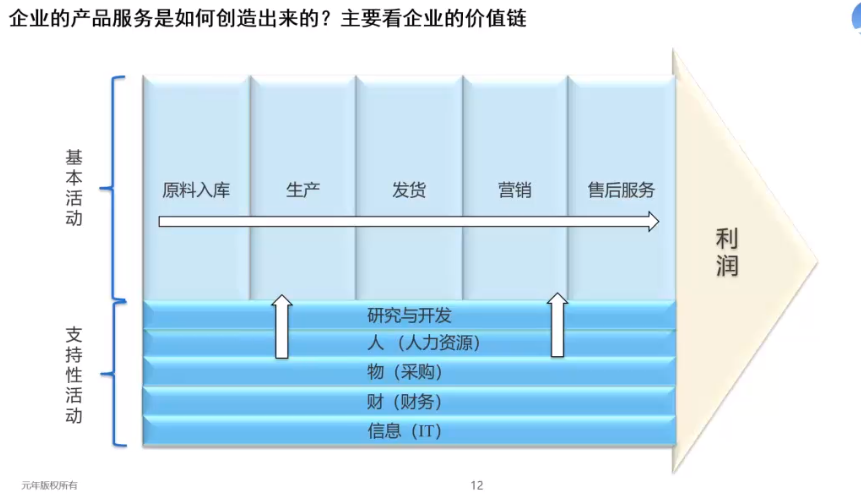 企业的产品服务是如何创造出来的？主要看企业的价值链
基本活动
原料入库
生产
发货
营销
售后服务
利润
支持性活动
研究与开发
人（人力资源）
物（采购）
财（财务）
信息（IT）
元年版权所有
12